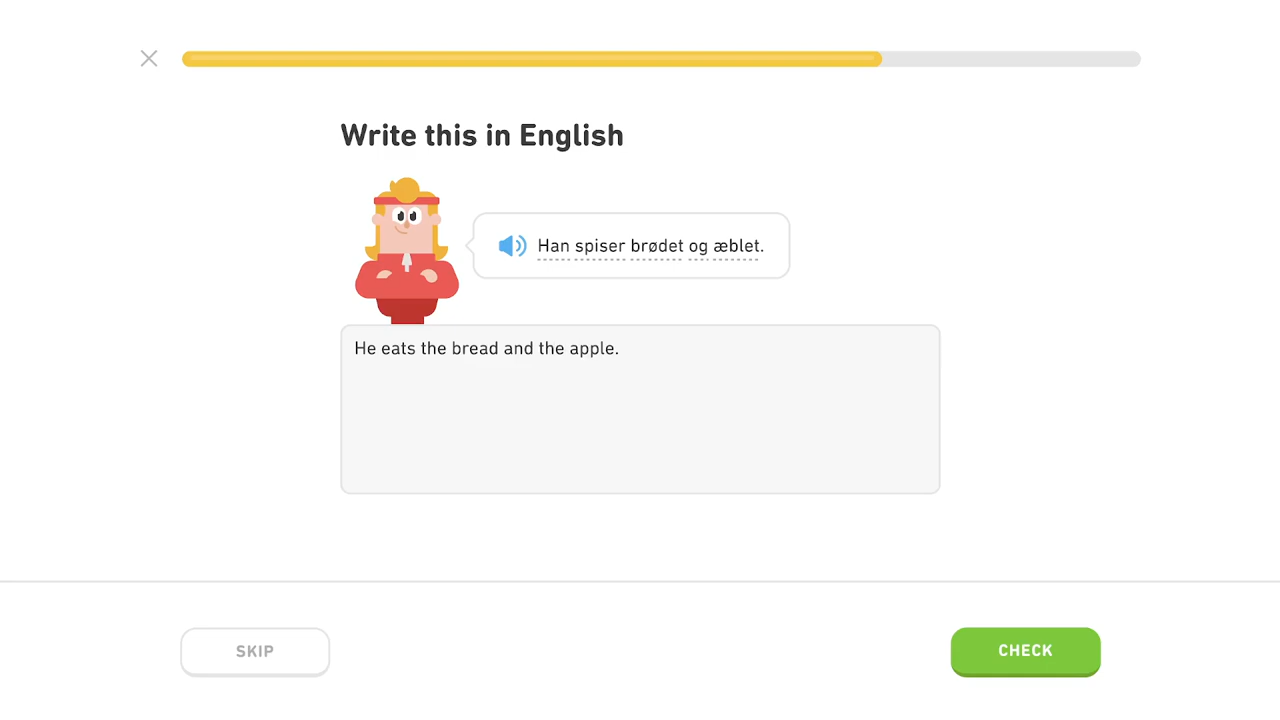 Write this in English
Han spiser brødet og æblet.
He eats the bread and the apple.
SKIP
CHECK